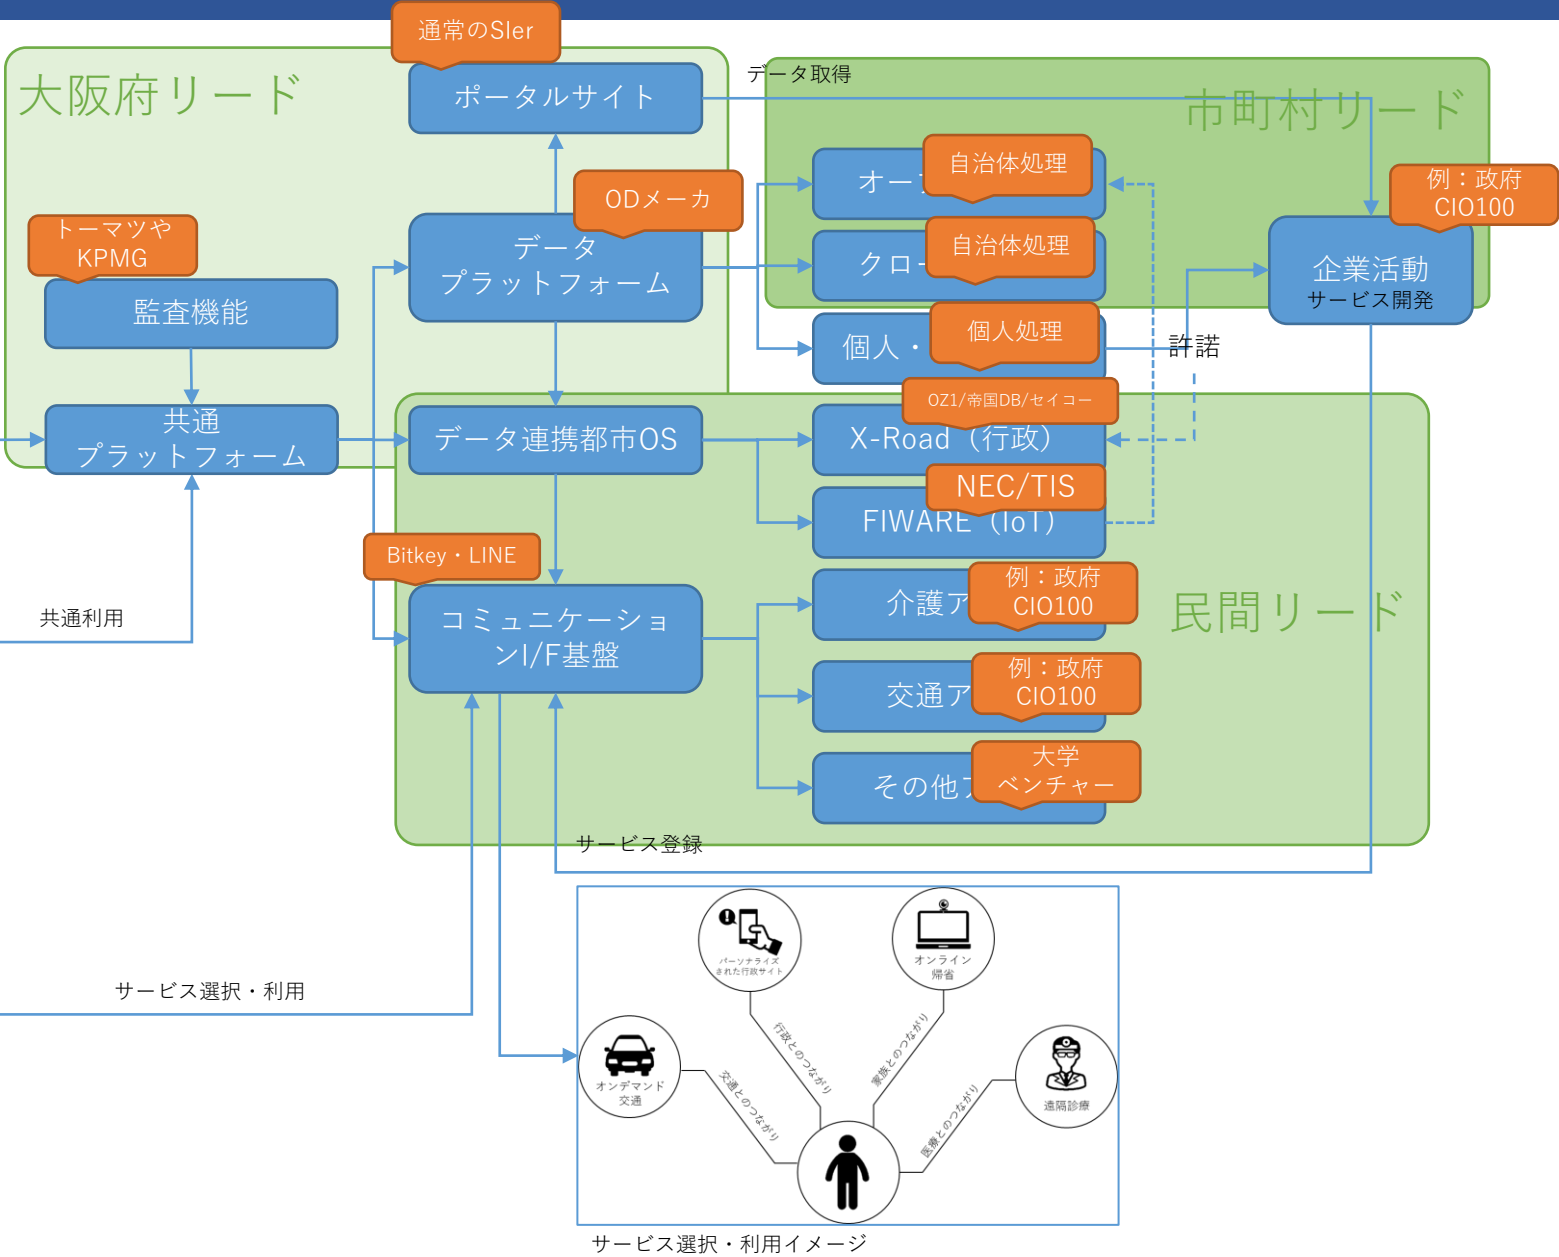 通常のSIer
大阪府リード
ポータルサイト
データ取得
市町村リード
トーマツや
KPMG
監査機能
ODメーカ
データ
プラットフォーム
自治体処理
自治体処理
クロー
個人処理
個人・
例：政府
CIO100
企業活動
サービス開発
許諾
共通
プラットフォーム
データ連携都市OS
OZ1/帝国DB/セイコー
X-Road（行政）
NEC/TIS
FIWARE（IoT）
Bitkey・LINE
コミュニケーショ
ンI/F基盤
例：政府
CIO100
介護ア
例：政府
CIO100
交通ア
大学
ベンチャー
その他
民間リード
共通利用
サービス登録
サービス選択・利用
パーソナライズ
された行政サイト
オンライン
帰省
オンデマンド
交通
遠隔診療
交通とのつながり
行政とのつながり
家族とのつながり
医療とのつながり
サービス選択・利用イメージ